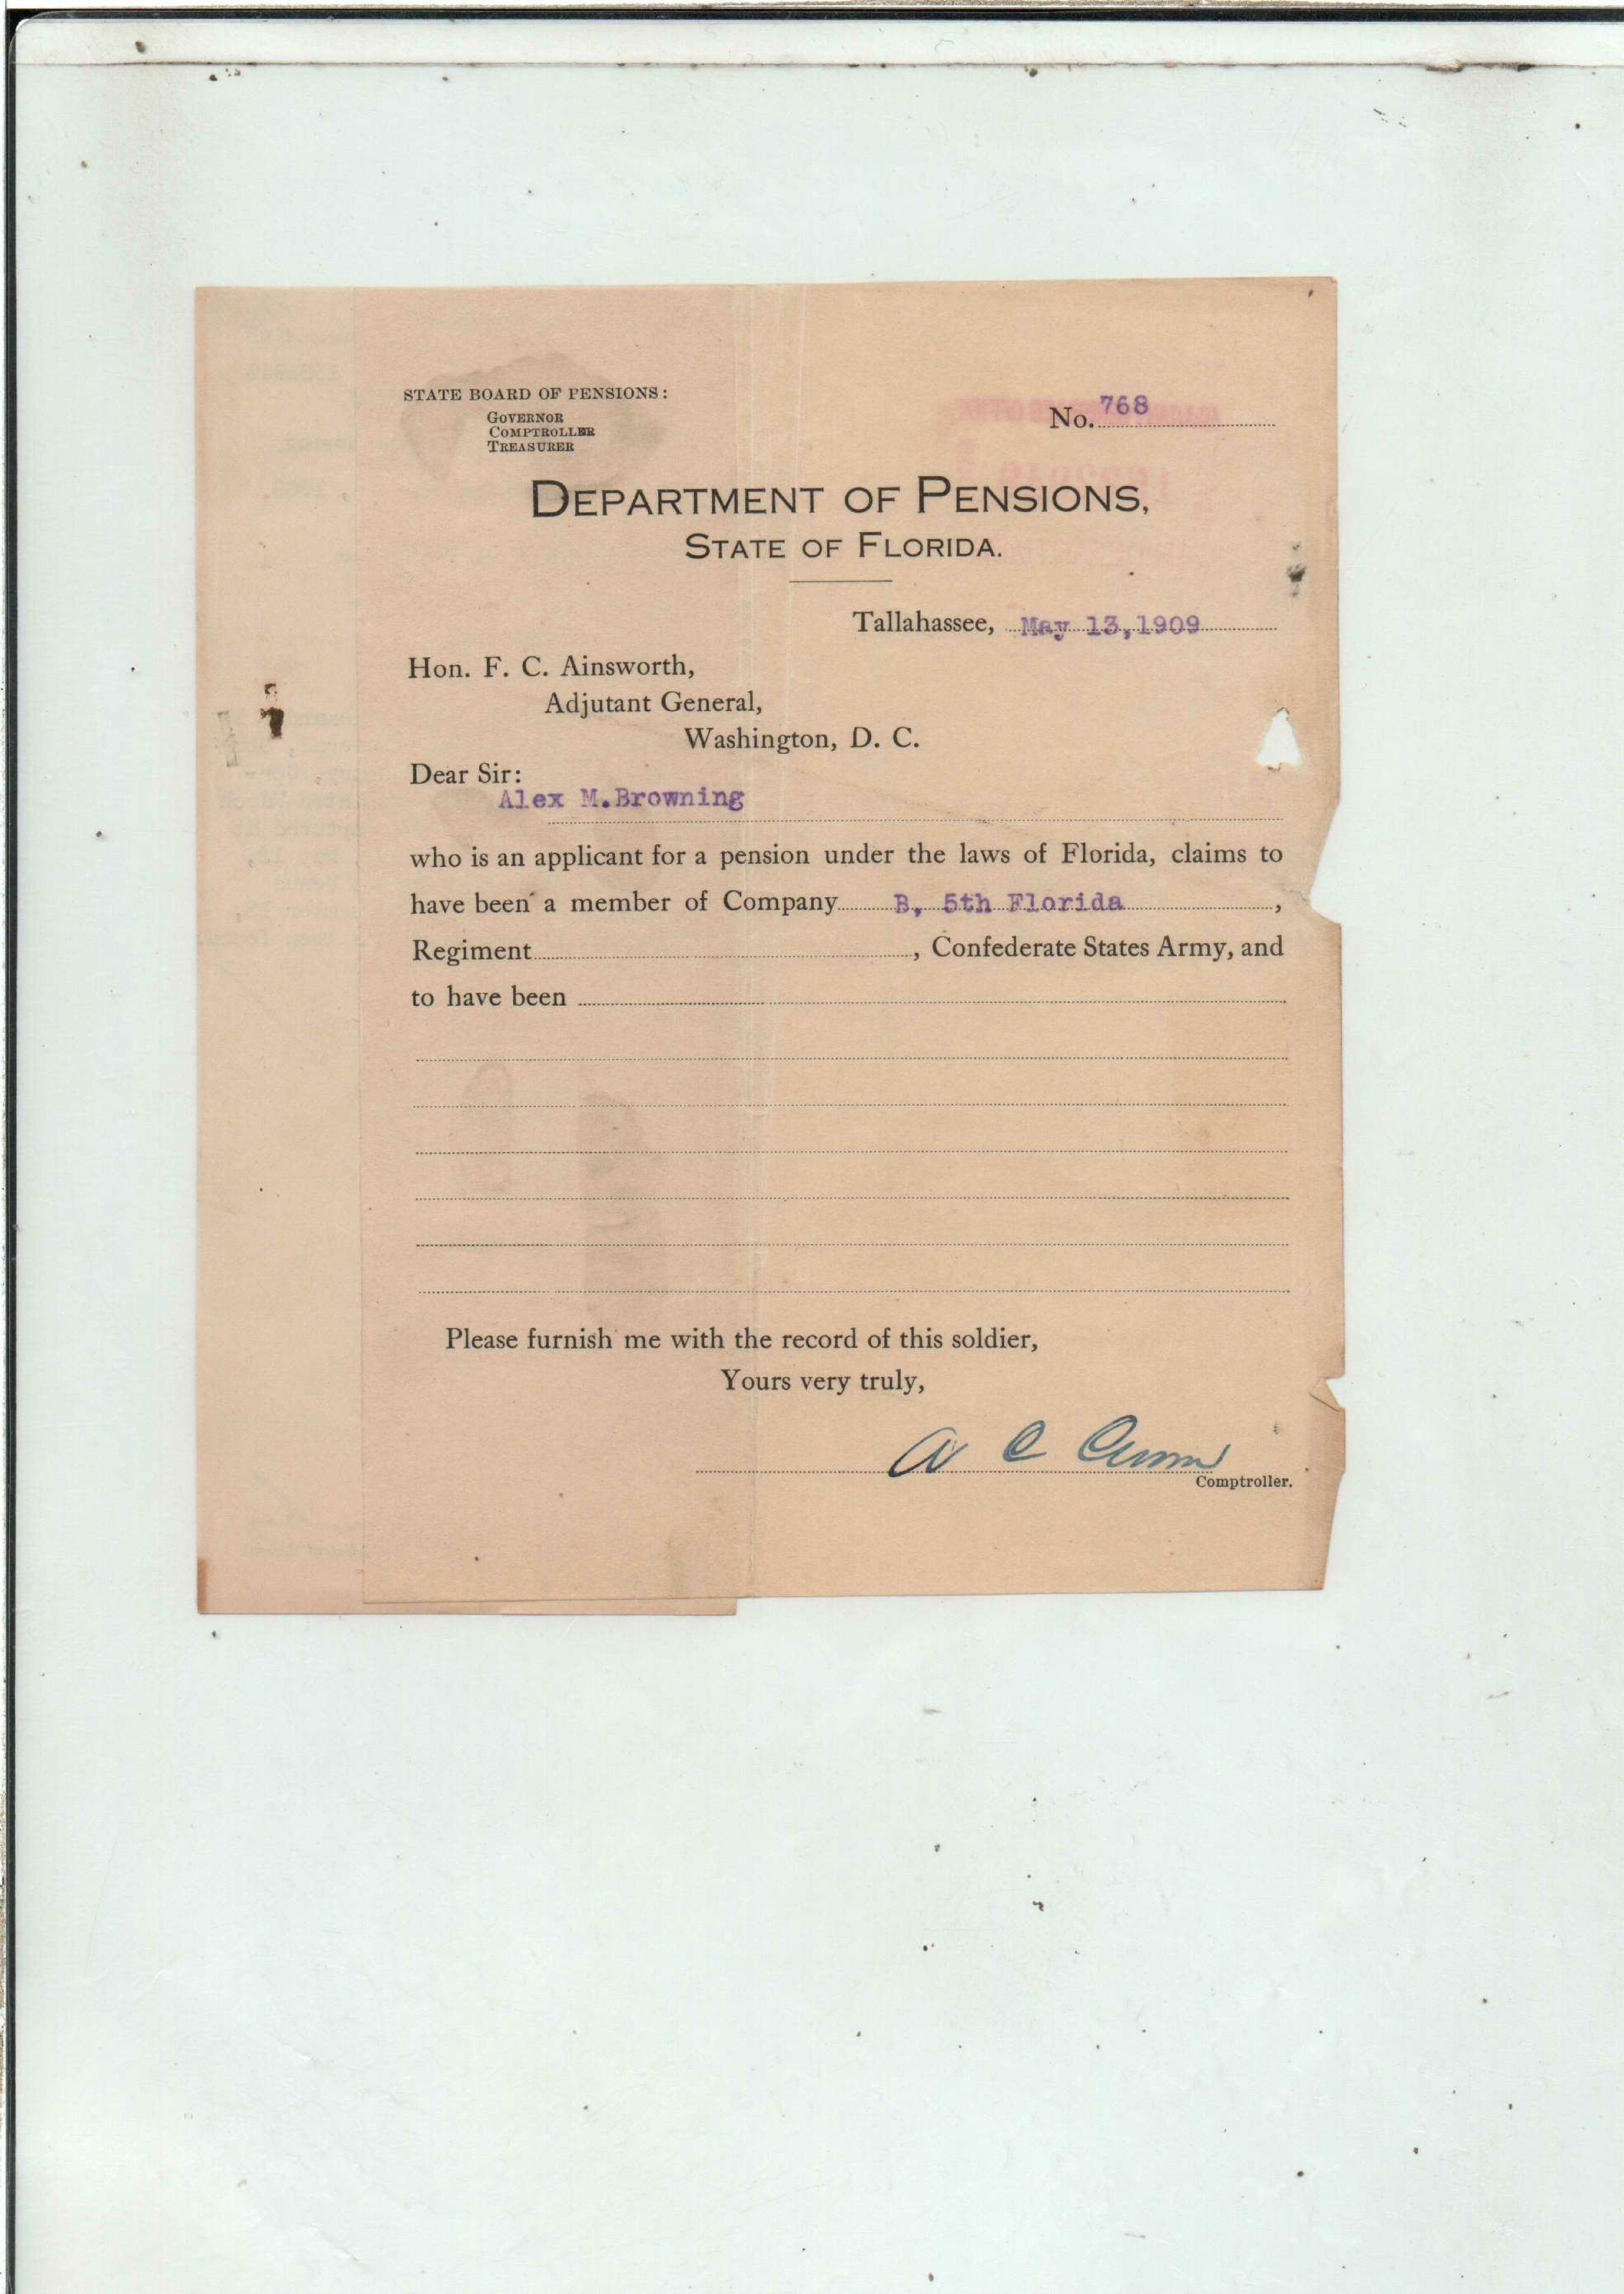 STATE BOARD OF PENSIONS:
GOVERNOR
COMPTROLLER
TREASURER
No. 768
DEPARTMENT OF PENSIONS,
STATE OF FLORIDA.
Tallahassee, May 13, 1909
Hon. F. C. Ainsworth,
Adjutant General,
Washington, D. C.
Dear Sir:
Alex M.Browning
who is an applicant for a pension under the laws of Florida, claims to
have been a member of Company B, 5th Florida,
Regiment, Confederate States Army, and
to have been
Please furnish me with the record of this soldier,
Yours very truly,
A C
Comptroller.